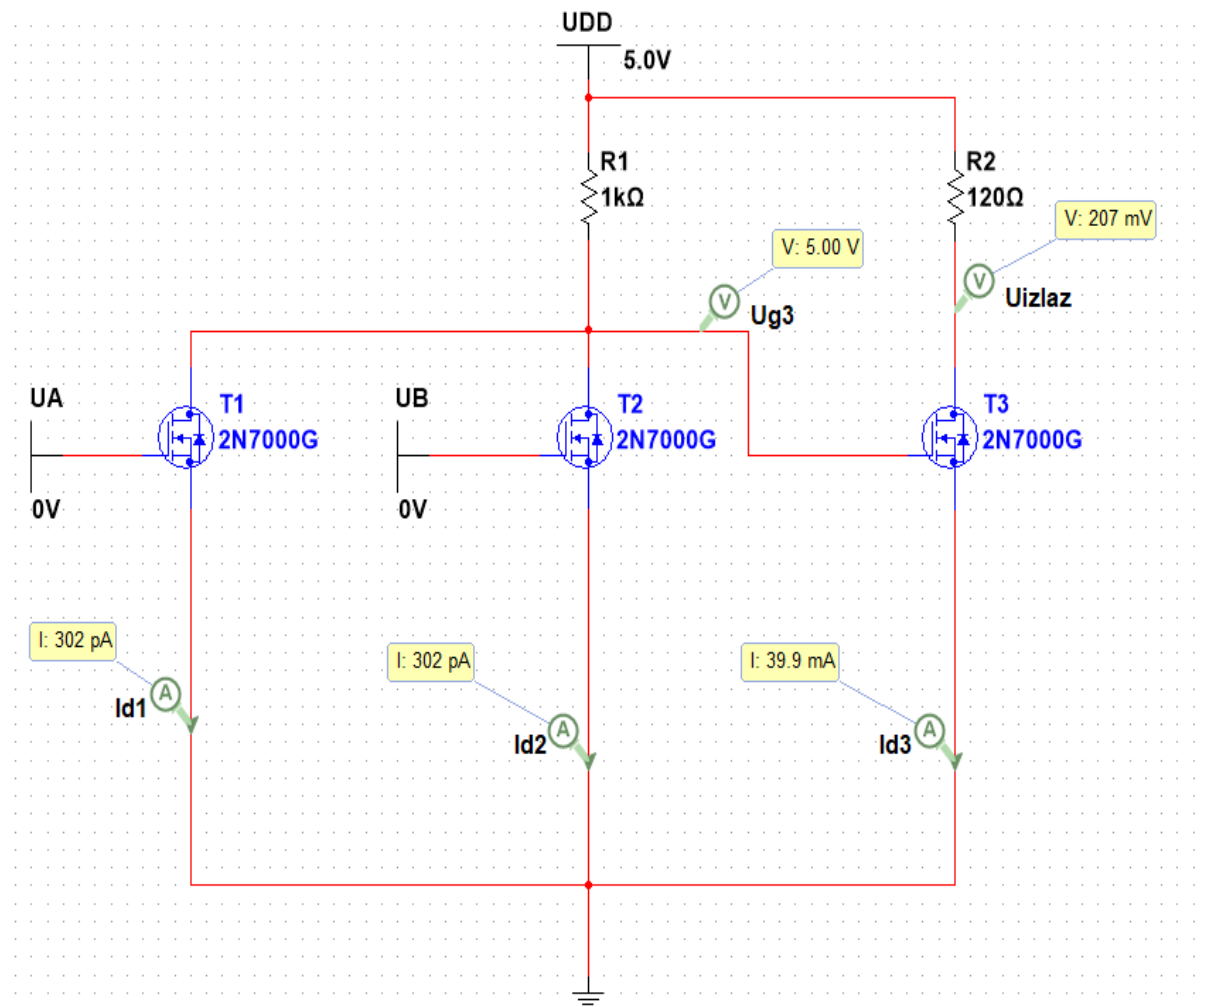 UDD
5.0V
R1
1kΩ
R2
120Ω
V: 207 mV
V: 5.00 V
Uizlaz
Ug3
UA
T1
2N7000G
0V
UB
T2
2N7000G
0V
T3
2N7000G
I: 302 pA
Id1
I: 302 pA
Id2
I: 39.9 mA
Id3
V
V
A
A
A